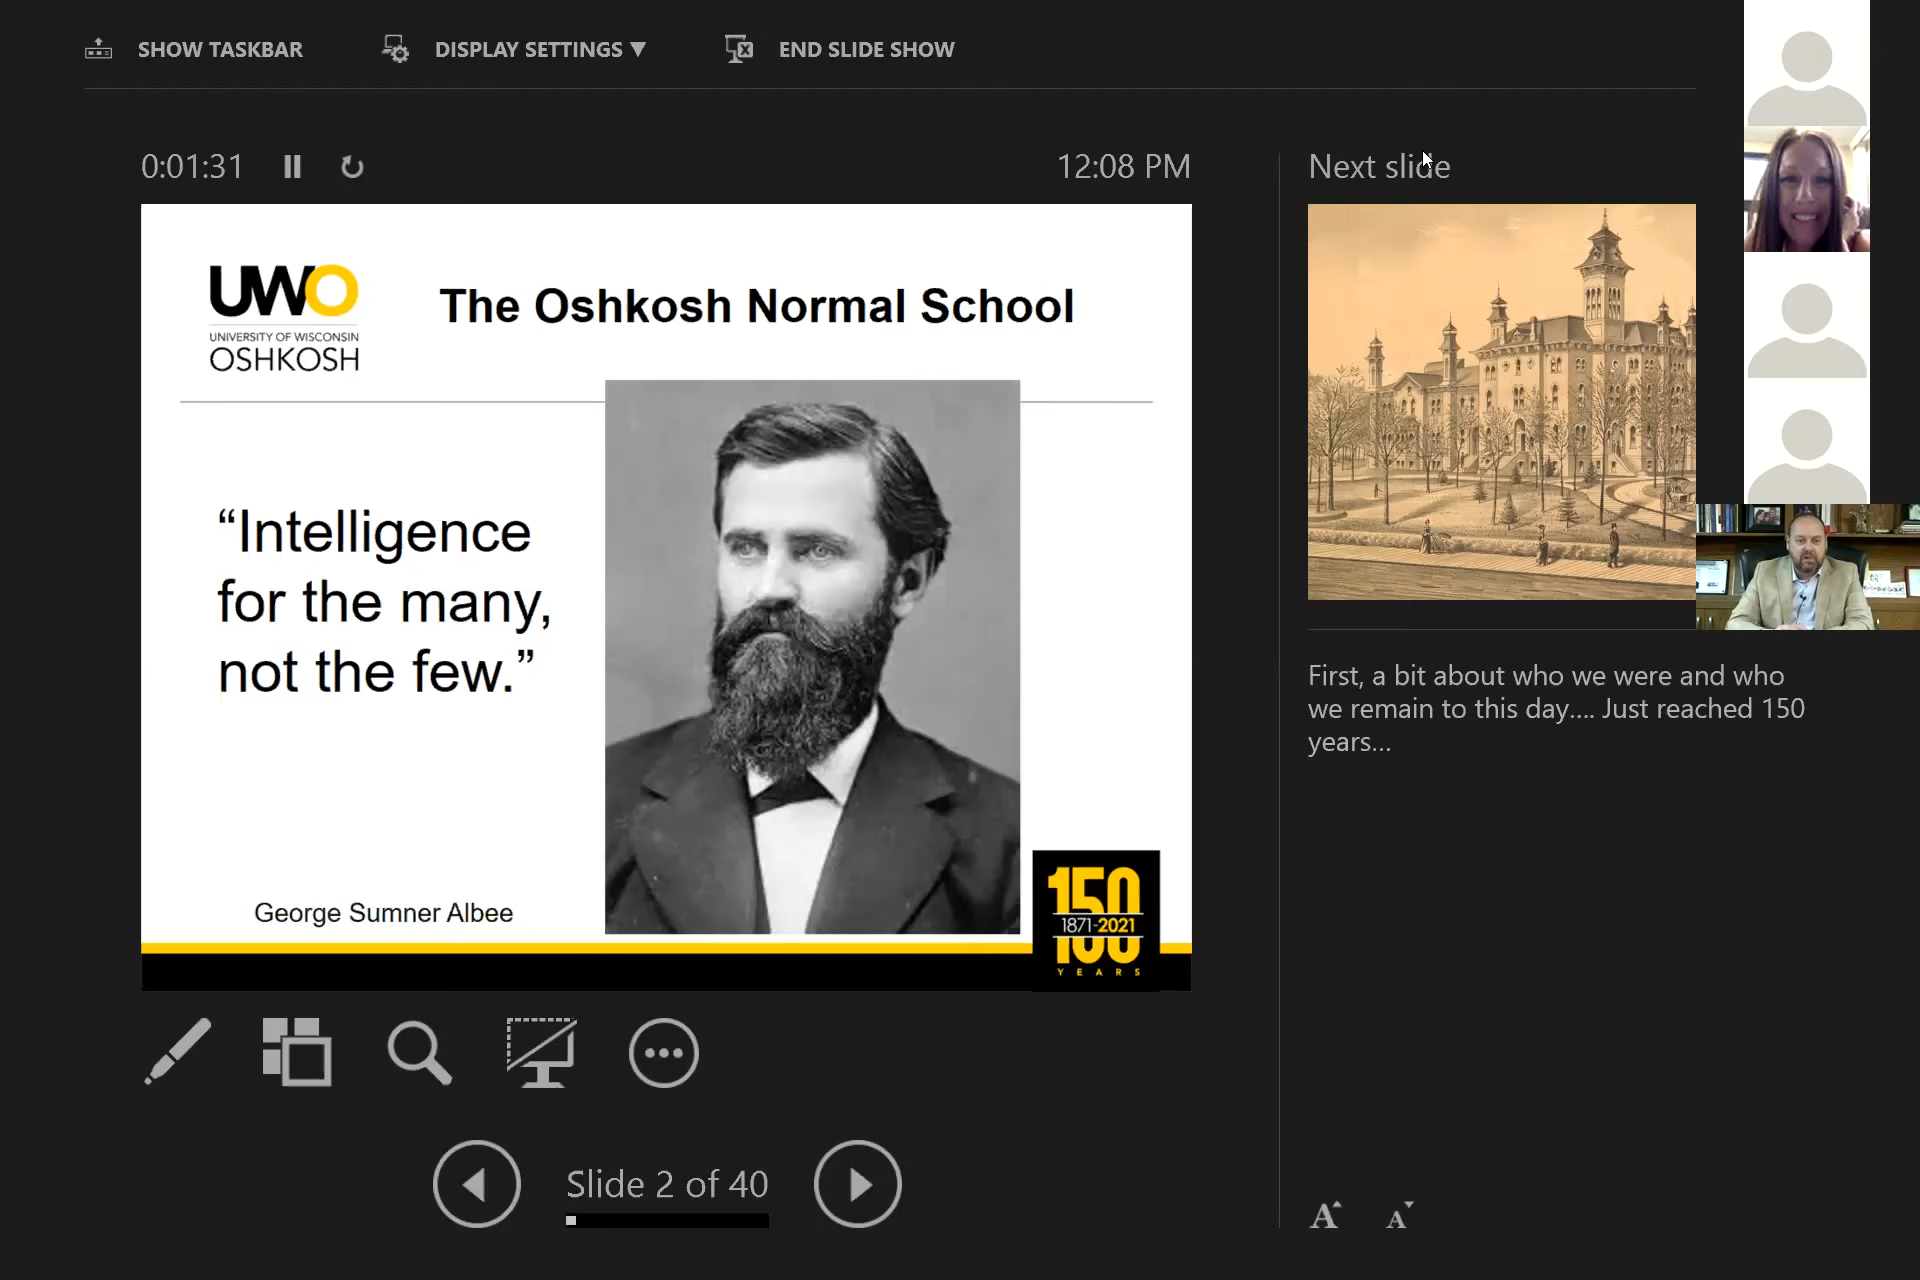 SHOW TASKBAR
DISPLAY SETTINGS ▼
END SLIDE SHOW
0:01:31
12:08 PM
Next slide
UWO
UNIVERSITY OF WISCONSIN
OSHKOSH
The Oshkosh Normal School
“Intelligence
for the many,
not the few.”
George Sumner Albee
150
1871-2021
YEARS
First, a bit about who we were and who
we remain to this day.... Just reached 150
years...
Slide 2 of 40
A
A